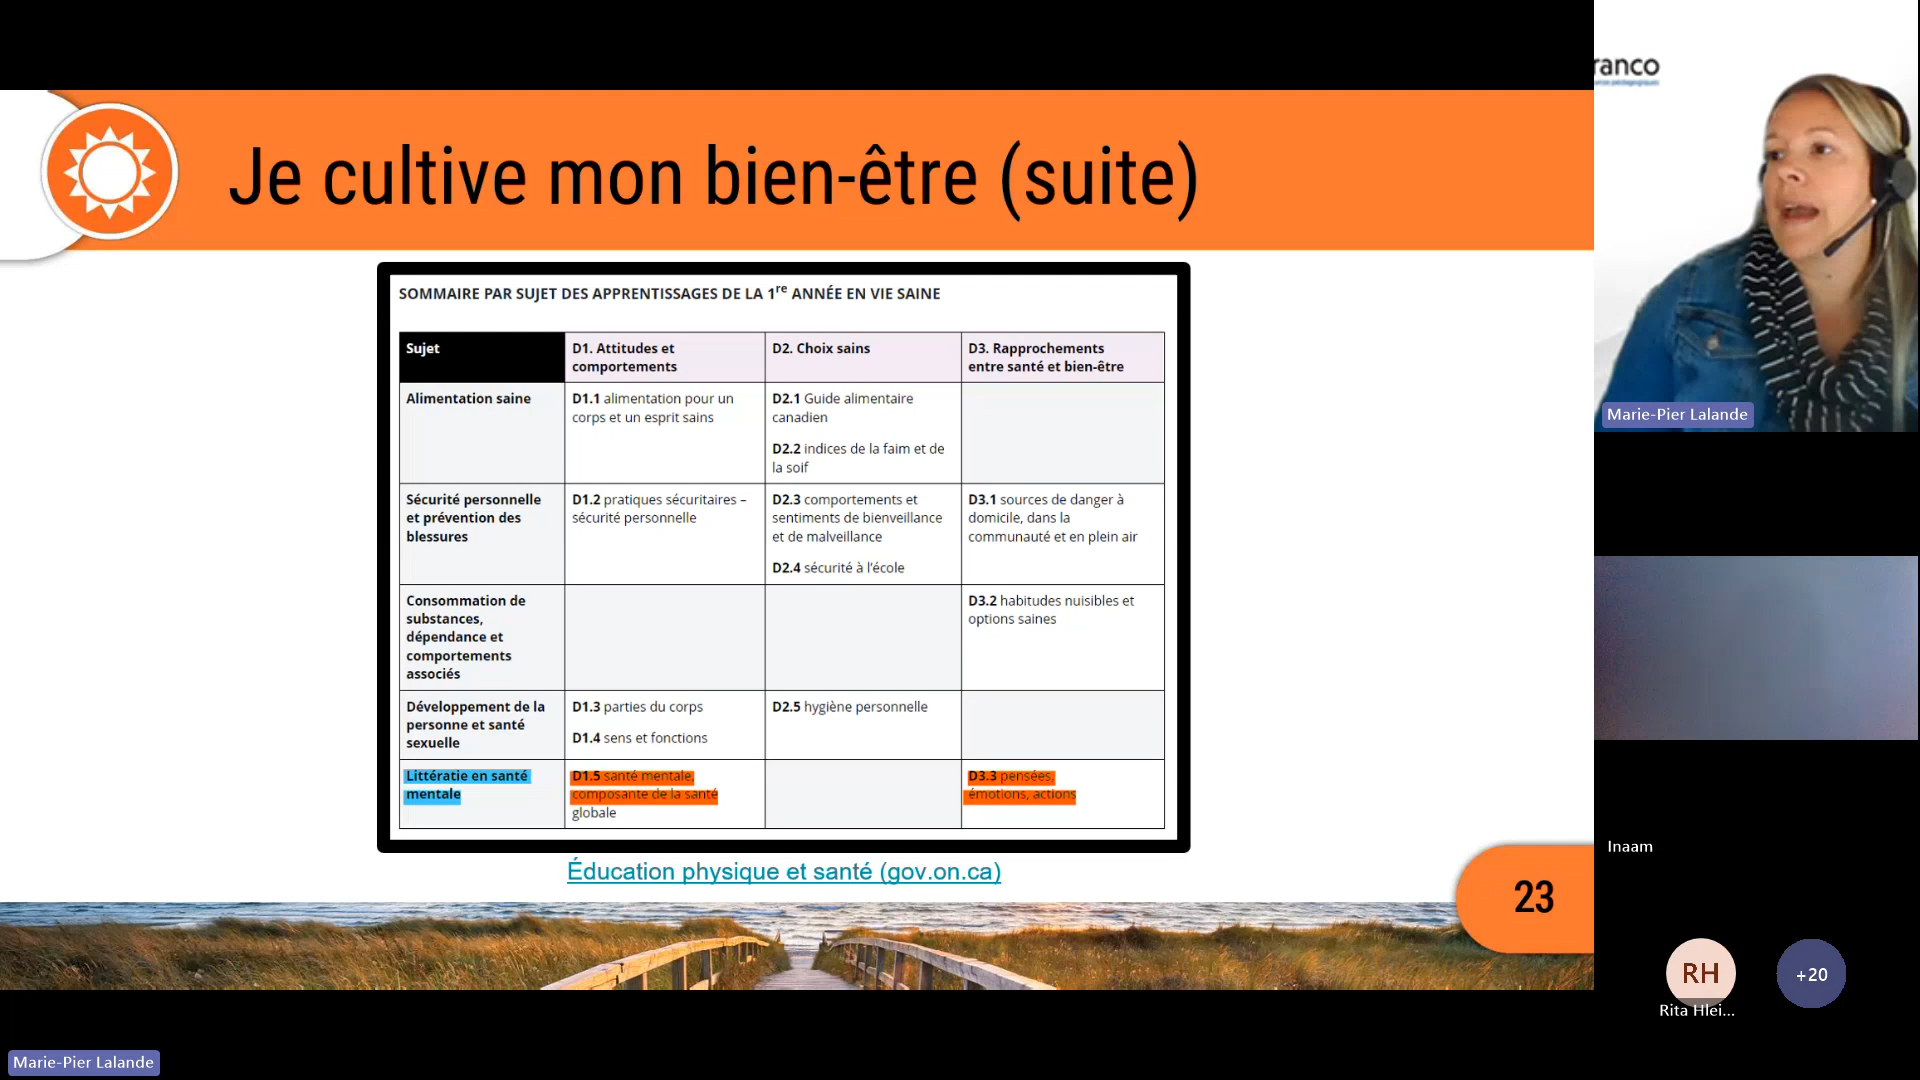 Je cultive mon bien-être (suite)
SOMMAIRE PAR SUJET DES APPRENTISSAGES DE LA 1re ANNÉE EN VIE SAINE
Sujet
D1. Attitudes et
comportements
D2. Choix sains
D3. Rapprochements
entre santé et bien-être
Alimentation saine
D1.1 alimentation pour un
corps et un esprit sains
D2.1 Guide alimentaire
canadien
D2.2 indices de la faim et de
la soif
Sécurité personnelle
et prévention des
blessures
D1.2 pratiques sécuritaires –
sécurité personnelle
D2.3 comportements et
sentiments de bienveillance
et de malveillance
D2.4 sécurité à l'école
D3.1 sources de danger à
domicile, dans la
communauté et en plein air
Consommation de
substances,
dépendance et
comportements
associés
D3.2 habitudes nuisibles et
options saines
Développement de la
personne et santé
sexuelle
D1.3 parties du corps
D1.4 sens et fonctions
D2.5 hygiène personnelle
Littératie en santé
mentale
D1.5 santé mentale,
composante de la santé
globale
D3.3 pensées,
émotions, actions
Éducation physique et santé (gov.on.ca)
23
ranco
Marie-Pier Lalande
Inaam
RH
+20
Rita Hlei...
Marie-Pier Lalande